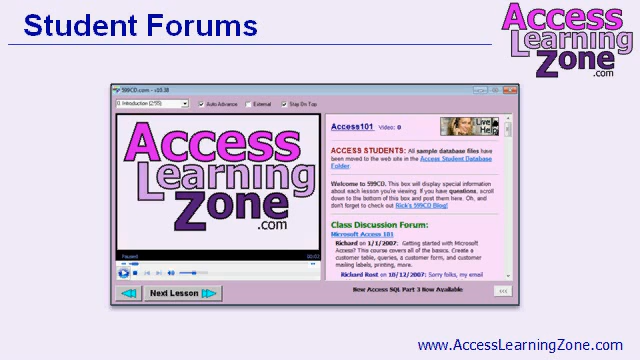 Student Forums
Access
Learning
Zone
.com
599CD.com - v10.38
0. Introduction (2:55)
Auto Advance
External
Stay On Top
Access
Learning
Zone
.com
Paused
00:02
Next Lesson
Access101 Video: 0
Live
Help
ACCESS STUDENTS: All sample database files have
been moved to the web site in the Access Student Database
Folder.
Welcome to 599CD. This box will display special information
about each lesson you're viewing. If you have questions, scroll
down to the bottom of this box and post them here. Oh, and
don't forget to check out Rick's 599CD Blog!
Class Discussion Forum:
Microsoft Access 101
Richard on 1/1/2007: Getting started with Microsoft
Access? This course covers all of the basics. Create a
customer table, queries, a customer form, and customer
mailing labels, printing, more.
Richard Rost on 10/12/2007: Sorry folks, my email
New Access SQL Part 3 Now Available
<<<
www.AccessLearningZone.com